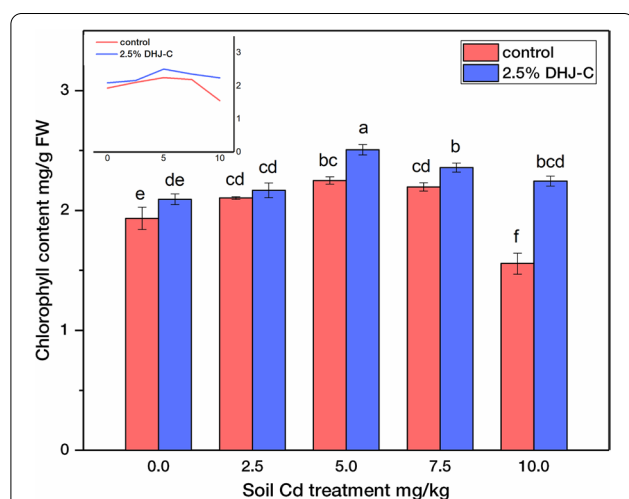 control
2.5% DHJ-C
3
2
1
0
0
5
10
control
2.5% DHJ-C
Chlorophyll content mg/g FW
3
2
1
0
e
de
cd
cd
bc
a
cd
b
f
bcd
0.0
2.5
5.0
7.5
10.0
Soil Cd treatment mg/kg